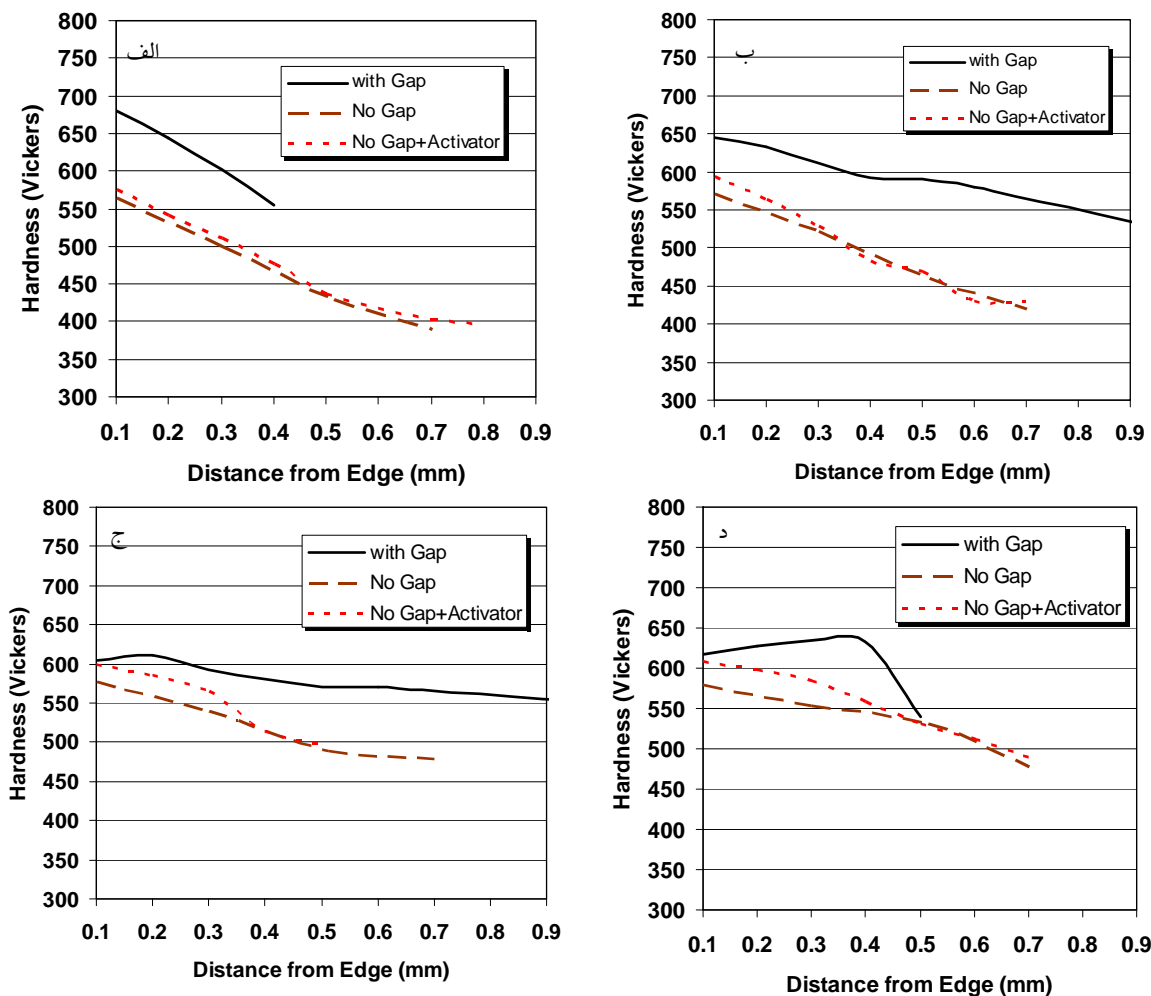 الف
800
750
700
650
600
550
500
450
400
350
300
Hardness (Vickers)
with Gap
No Gap
No Gap+Activator
0.1 0.2 0.3 0.4 0.5 0.6 0.7 0.8 0.9
Distance from Edge (mm)
ب
800
750
700
650
600
550
500
450
400
350
300
Hardness (Vickers)
with Gap
No Gap
No Gap+Activator
0.1 0.2 0.3 0.4 0.5 0.6 0.7 0.8 0.9
Distance from Edge (mm)
ج
800
750
700
650
600
550
500
450
400
350
300
Hardness (Vickers)
with Gap
No Gap
No Gap+Activator
0.1 0.2 0.3 0.4 0.5 0.6 0.7 0.8 0.9
Distance from Edge (mm)
د
800
750
700
650
600
550
500
450
400
350
300
Hardness (Vickers)
with Gap
No Gap
No Gap+Activator
0.1 0.2 0.3 0.4 0.5 0.6 0.7 0.8 0.9
Distance from Edge (mm)